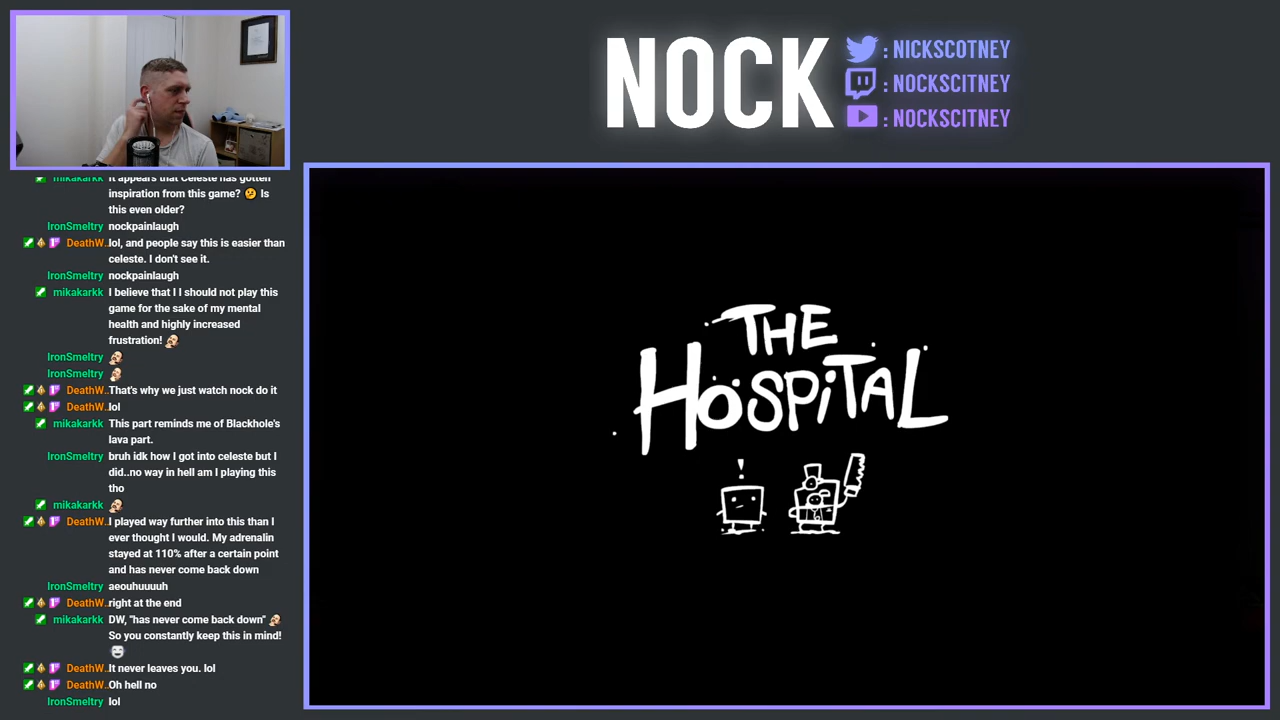 NOCK
: NICKSCOTNEY
: NOCKSCITNEY
: NOCKSCITNEY
mikakarkk It appears that Celeste has gotten
inspiration from this game? Is
this even older?
IronSmeltry nockpainlaugh
DeathW.. lol, and people say this is easier than
celeste. I don't see it.
IronSmeltry nockpainlaugh
mikakarkk I believe that I I should not play this
game for the sake of my mental
health and highly increased
frustration!
IronSmeltry
IronSmeltry
DeathW.. That's why we just watch nock do it
DeathW.. lol
mikakarkk This part reminds me of Blackhole's
lava part.
IronSmeltry bruh idk how I got into celeste but I
did..no way in hell am I playing this
tho
mikakarkk
DeathW.. I played way further into this than I
ever thought I would. My adrenalin
stayed at 110% after a certain point
and has never come back down
IronSmeltry aeouhuuuuh
DeathW.. right at the end
mikakarkk DW, "has never come back down"
So you constantly keep this in mind!
DeathW.. It never leaves you. lol
DeathW.. Oh hell no
IronSmeltry lol
THE
HOSPiTAL
!